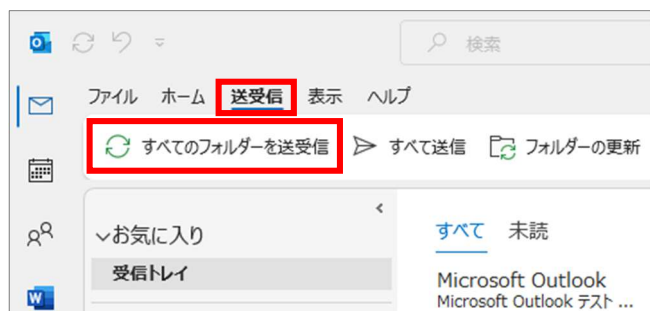 検索
ファイル ホーム 送受信 表示 ヘルプ
すべてのフォルダーを送受信 すべて送信 フォルダーの更新
お気に入り
受信トレイ
すべて 未読
Microsoft Outlook
Microsoft Outlook テスト ...